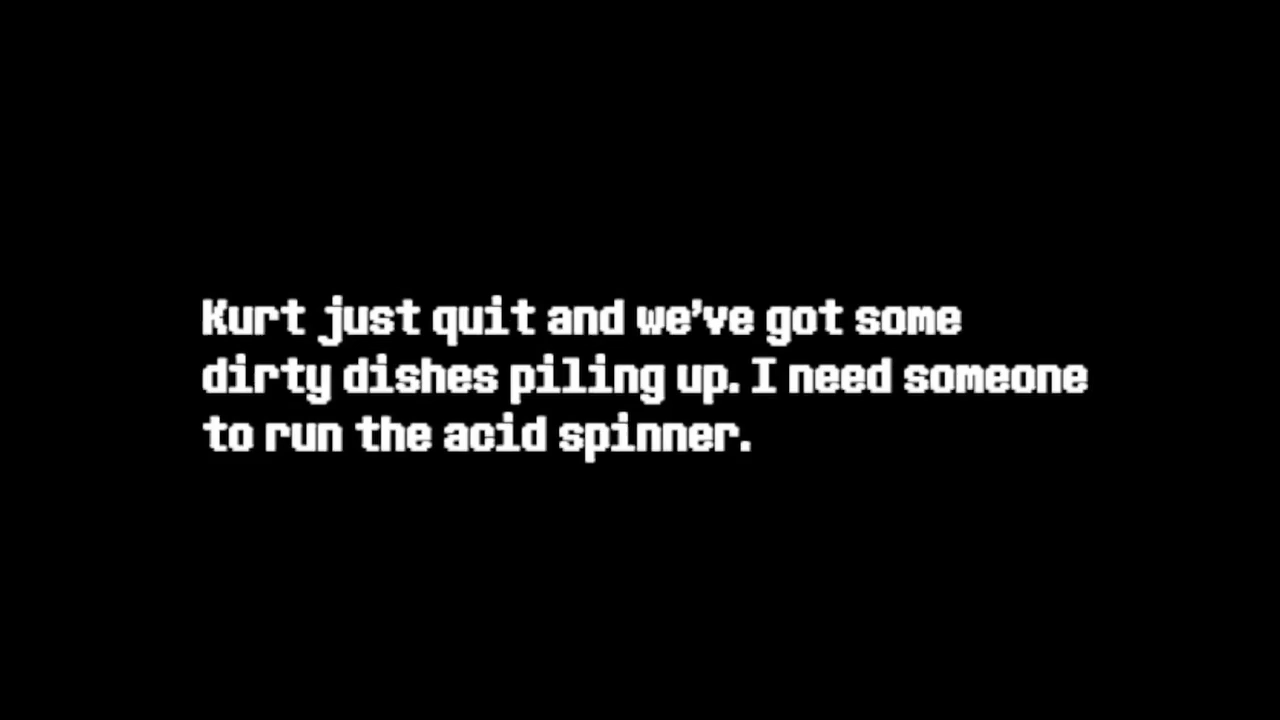 Kurt just quit and we've got some
dirty dishes piling up. I need someone
to run the acid spinner.